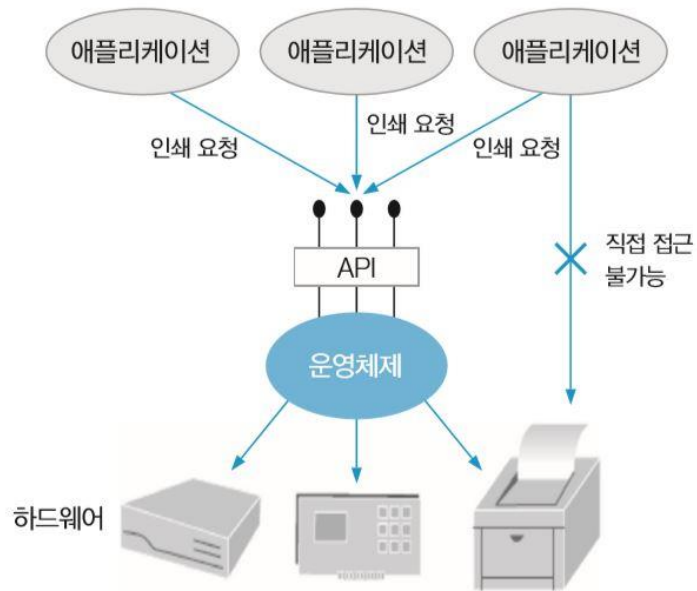 애플리케이션
애플리케이션
애플리케이션
인쇄 요청
인쇄 요청
인쇄 요청
직접 접근
불가능
API
운영체제
하드웨어